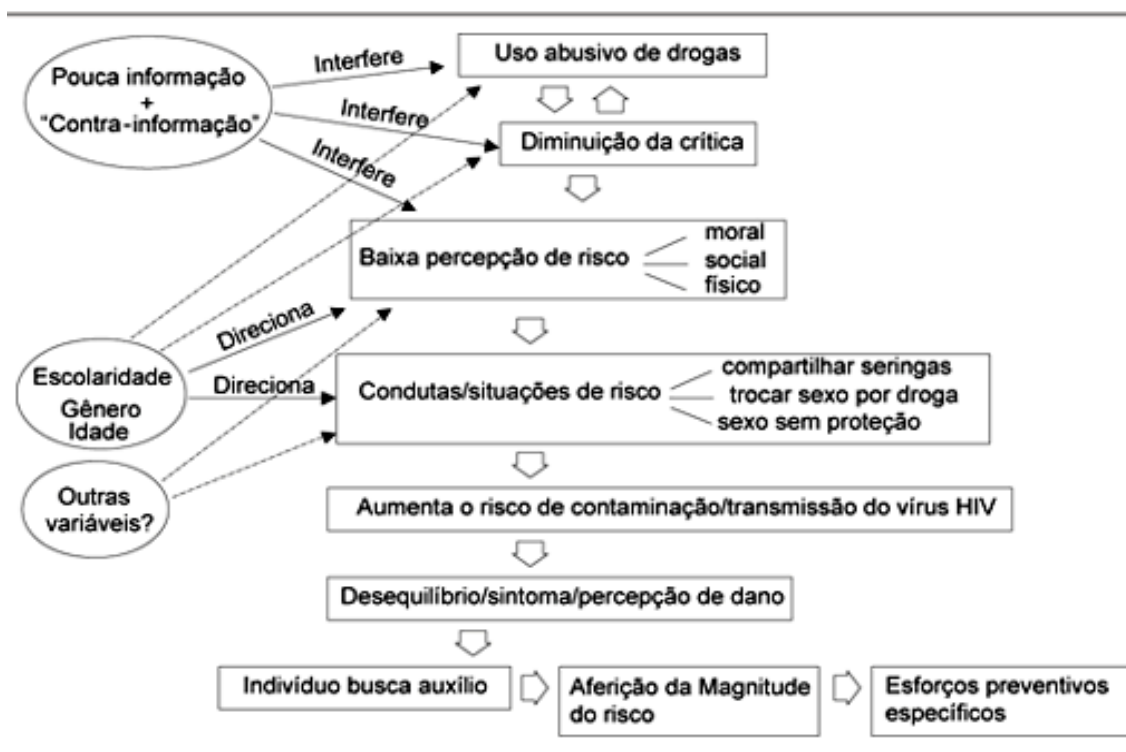 Pouca informação
+
“Contra-informação”
Interfere
Interfere
Interfere
Uso abusivo de drogas
Diminuição da crítica
Baixa percepção de risco
moral
social
físico
Escolaridade
Gênero
Idade
Direciona
Direciona
Condutas/situações de risco
compartilhar seringas
trocar sexo por droga
sexo sem proteção
Outras
variáveis?
Aumenta o risco de contaminação/transmissão do vírus HIV
Desequilíbrio/sintoma/percepção de dano
Indivíduo busca auxílio
Aferição da Magnitude
do risco
Esforços preventivos
específicos